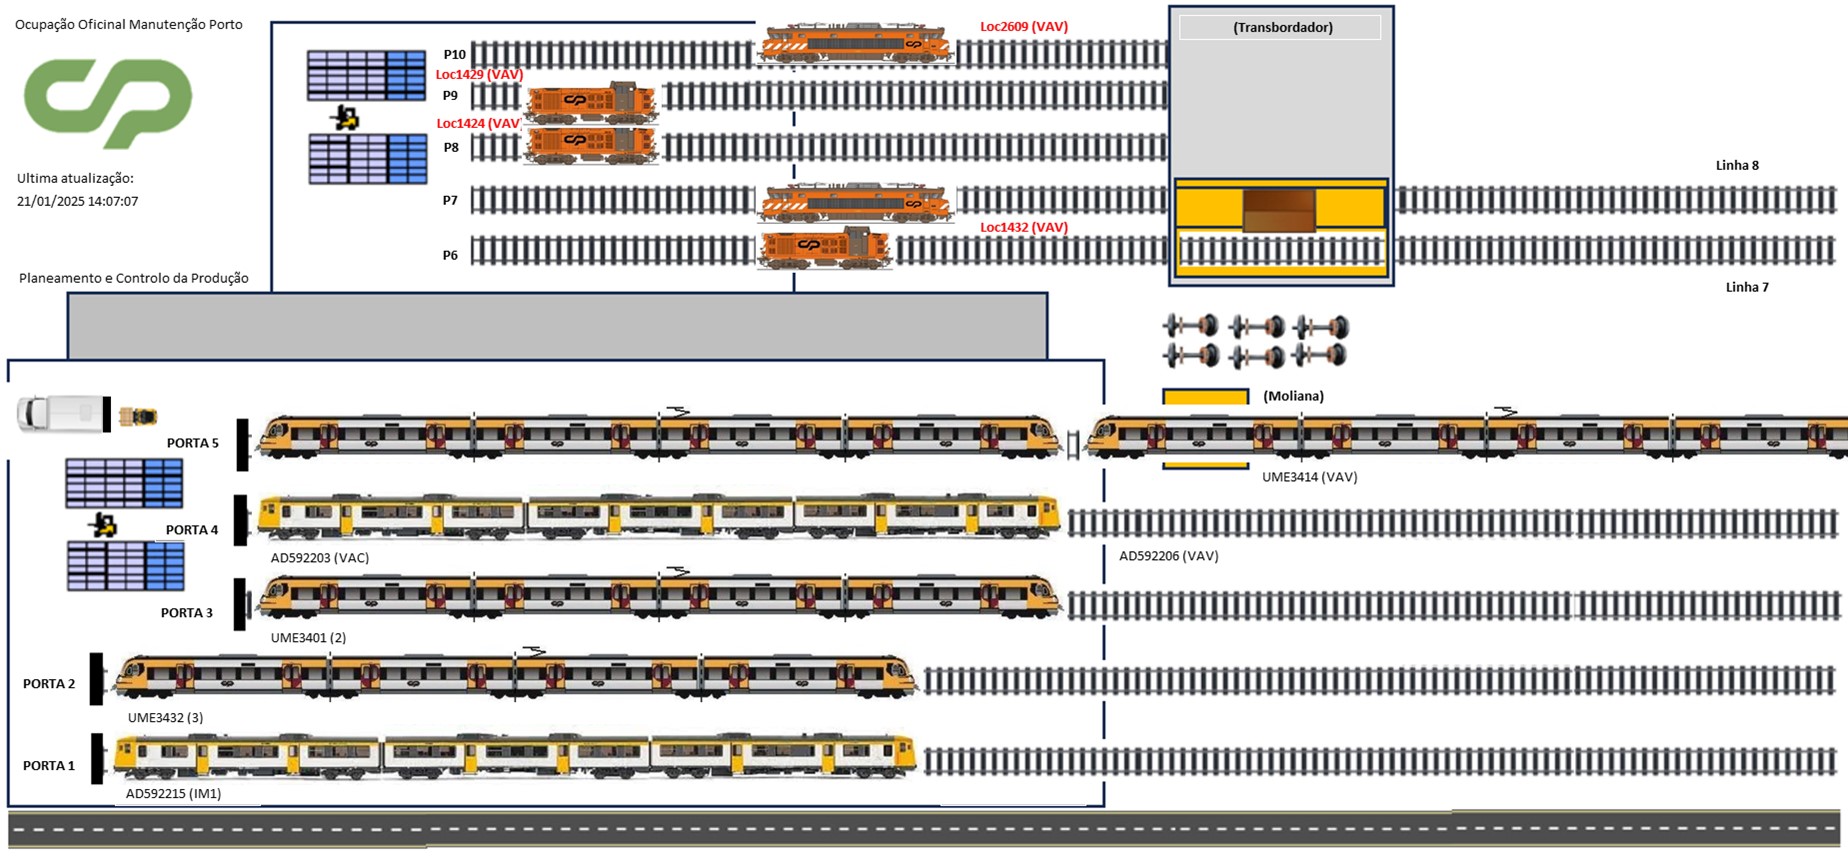 Ocupação Oficinal Manutenção Porto
Loc2609 (VAV)
(Transbordador)
P10
Loc1429 (VAV)
P9
Loc1424 (VAV)
P8
Linha 8
Ultima atualização:
21/01/2025 14:07:07
P7
Loc1432 (VAV)
P6
Planeamento e Controlo da Produção
Linha 7
(Moliana)
PORTA 5
UME3414 (VAV)
PORTA 4
AD592203 (VAC)
AD592206 (VAV)
PORTA 3
UME3401 (2)
PORTA 2
UME3432 (3)
PORTA 1
AD592215 (IM1)